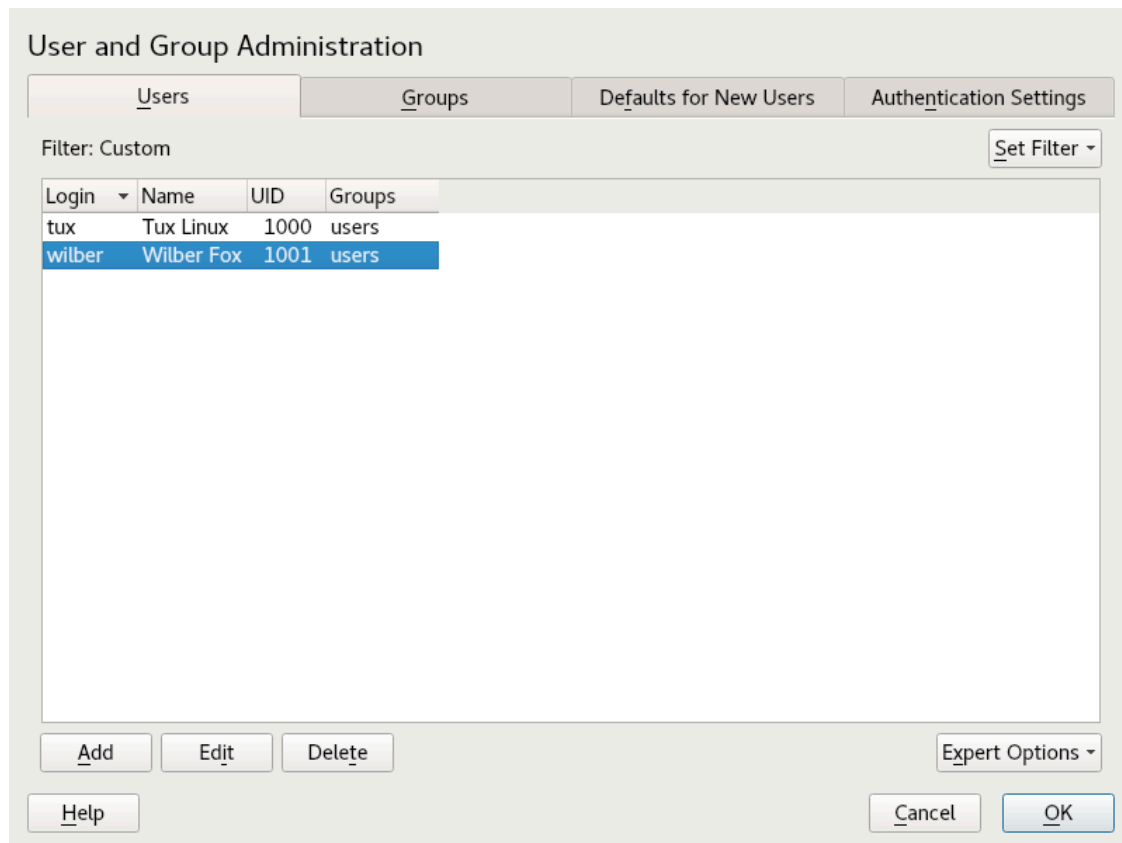 User and Group Administration
Users Groups Defaults for New Users Authentication Settings
Filter: Custom Set Filter
Login Name UID Groups
tux Tux Linux 1000 users
wilber Wilber Fox 1001 users
Add Edit Delete Expert Options
Help Cancel OK